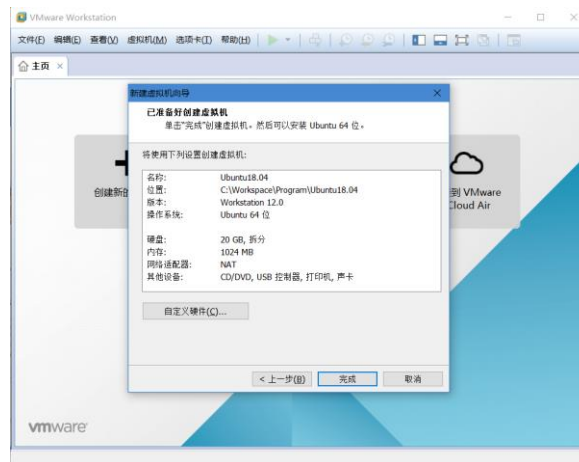 VMware Workstation
文件(F) 编辑(E) 查看(V) 虚拟机(M) 选项卡(T) 帮助(H)
主页
新建虚拟机向导
已准备好创建虚拟机
单击"完成"创建虚拟机。然后可以安装 Ubuntu 64 位。
将使用下列设置创建虚拟机:
名称: Ubuntu18.04
位置: C:\Workspace\Program\Ubuntu18.04
版本: Workstation 12.0
操作系统: Ubuntu 64 位
硬盘: 20 GB, 拆分
内存: 1024 MB
网络适配器: NAT
其他设备: CD/DVD, USB 控制器, 打印机, 声卡
创建新的
到 VMware
Cloud Air
自定义硬件(C)...
< 上一步(B) 完成 取消
vmware